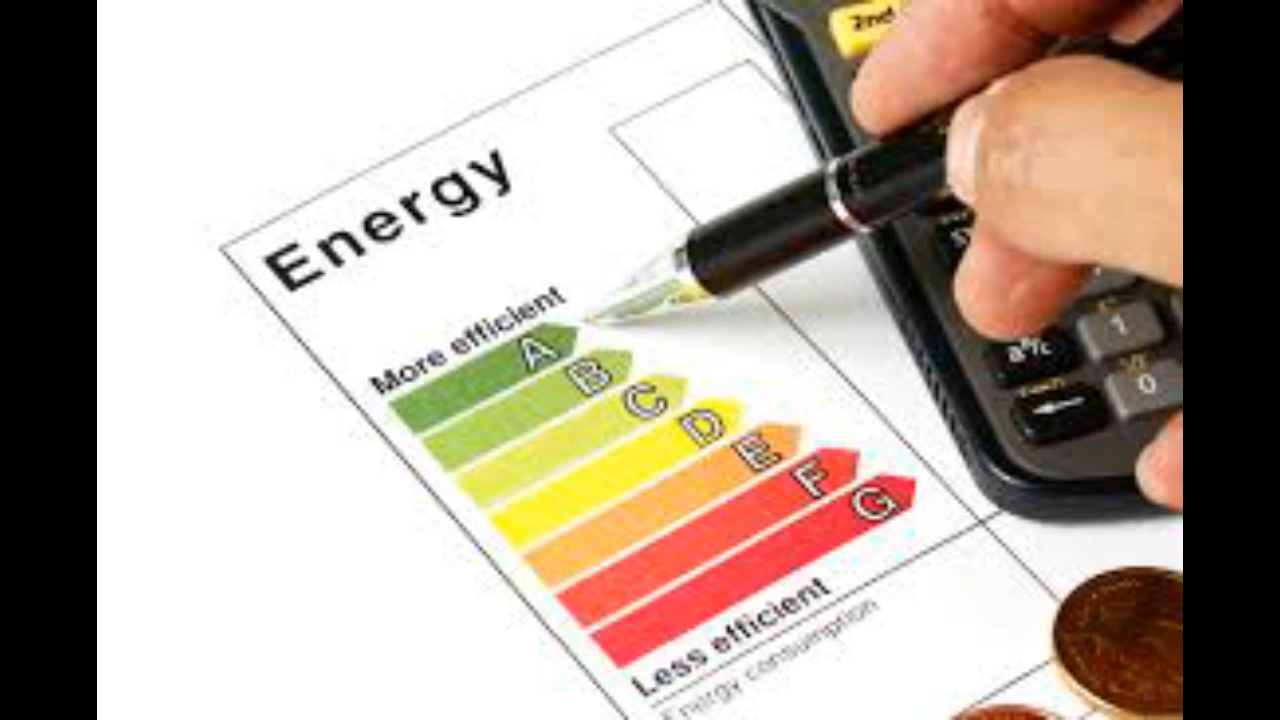 Energy
More efficient
A
B
C
D
E
F
G
Less efficient
Energy consumption
2nd
1
0